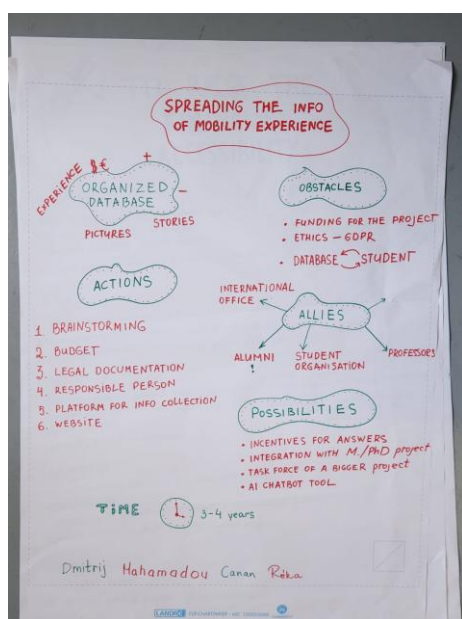 SPREADING THE INFO
OF MOBILITY EXPERIENCE
EXPERIENCE
$€
+
-
ORGANIZED
DATABASE
PICTURES
STORIES
ACTIONS
1 BRAINSTORMING
2. BUDGET
3. LEGAL DOCUMENTATION
4. RESPONSIBLE PERSON
5. PLATFORM FOR INFO COLLECTION
6. WEBSITE
OBSTACLES
• FUNDING FOR THE PROJECT
• ETHICS – GDPR
• DATABASE STUDENT
ALLIES
INTERNATIONAL
OFFICE
ALUMNI
!
STUDENT
ORGANISATION
PROFESSORS
POSSIBILITIES
• INCENTIVES FOR ANSWERS
• INTEGRATION WITH M./PhD project
• TASK FORCE OF A BIGGER project
• AI CHATBOT TOOL
TIME
3-4 years
Dmitrij Mahamadou Canan Réka